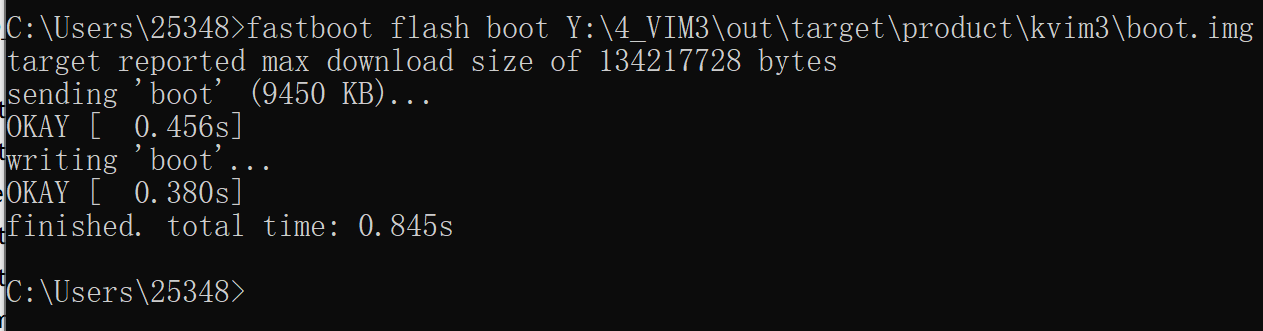 C:\Users\25348>fastboot flash boot Y:\4_VIM3\out\target\product\kvim3\boot.img
target reported max download size of 134217728 bytes
sending 'boot' (9450 KB)...
OKAY [  0.456s]
writing 'boot'...
OKAY [  0.380s]
finished. total time: 0.845s
C:\Users\25348>